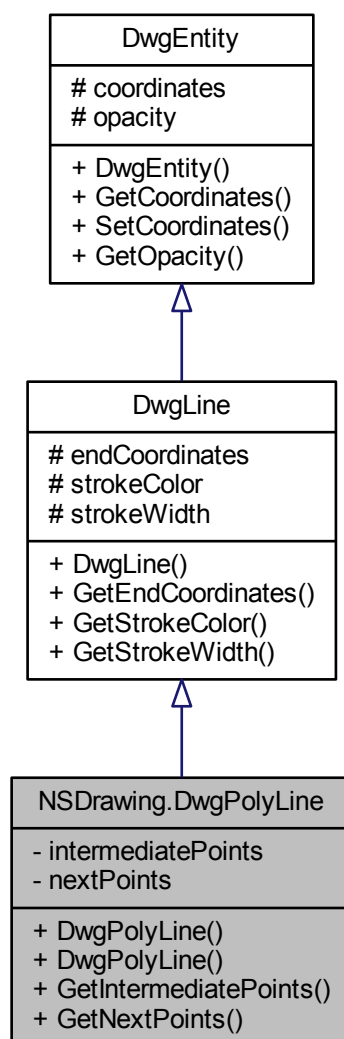 DwgEntity
# coordinates
# opacity
+ DwgEntity()
+ GetCoordinates()
+ SetCoordinates()
+ GetOpacity()
DwgLine
# endCoordinates
# strokeColor
# strokeWidth
+ DwgLine()
+ GetEndCoordinates()
+ GetStrokeColor()
+ GetStrokeWidth()
NSDrawing.DwgPolyLine
- intermediatePoints
- nextPoints
+ DwgPolyLine()
+ DwgPolyLine()
+ GetIntermediatePoints()
+ GetNextPoints()